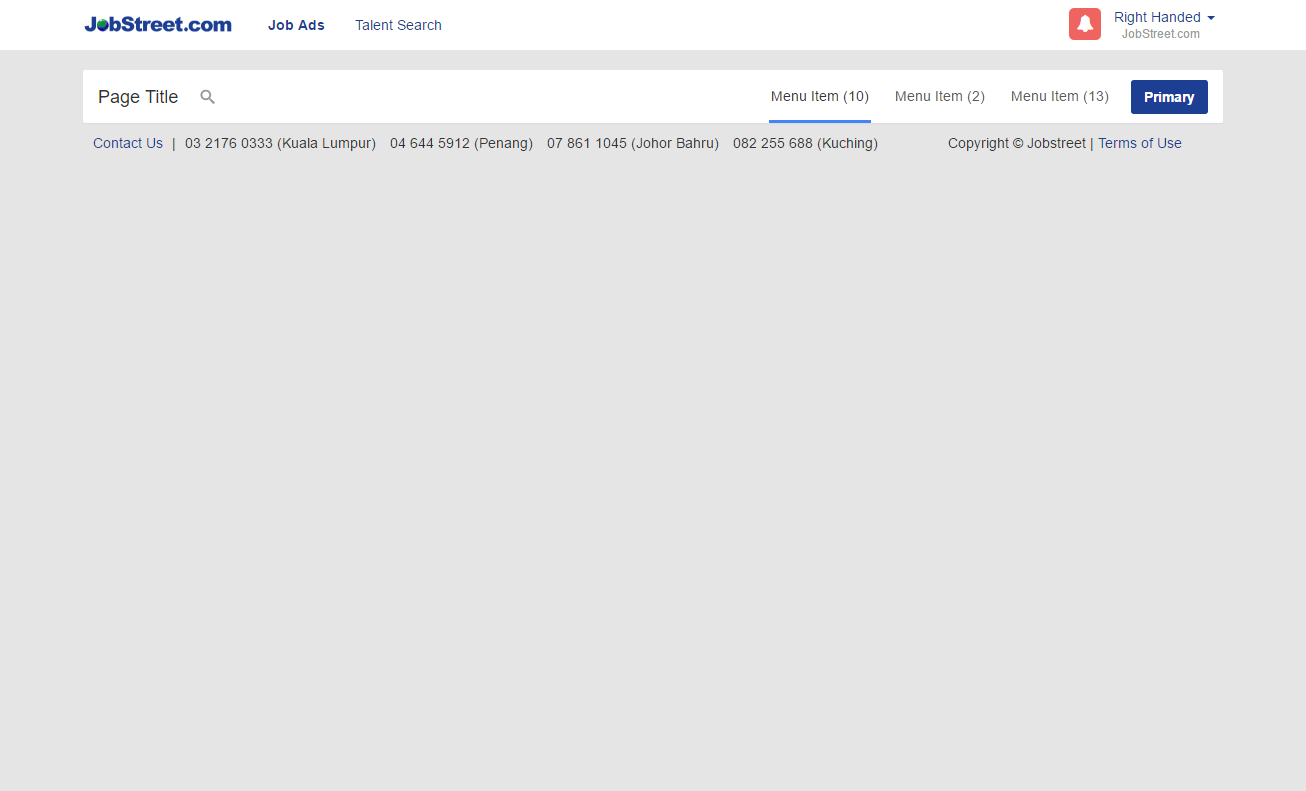 JobStreet.com Job Ads Talent Search Right Handed
JobStreet.com
Page Title Menu Item (10) Menu Item (2) Menu Item (13) Primary
Contact Us | 03 2176 0333 (Kuala Lumpur) 04 644 5912 (Penang) 07 861 1045 (Johor Bahru) 082 255 688 (Kuching) Copyright © Jobstreet | Terms of Use